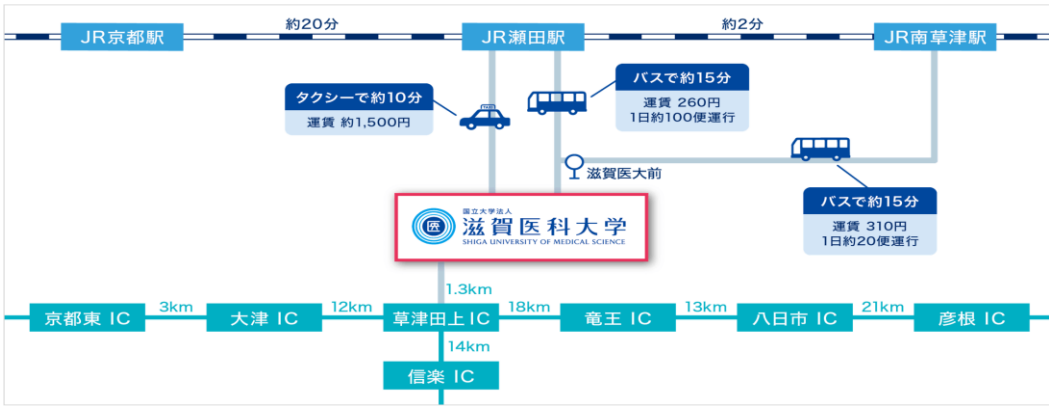 約20分
約2分
JR京都駅
JR瀬田駅
JR南草津駅
タクシーで約10分
運賃 約1,500円
TAXI
バスで約15分
運賃 260円
1日約100便運行
滋賀医大前
バスで約15分
運賃 310円
1日約20便運行
医
国立大学法人
滋賀医科大学
SHIGA UNIVERSITY OF MEDICAL SCIENCE
1.3km
京都東 IC
3km
大津 IC
12km
草津田上 IC
18km
竜王 IC
13km
八日市 IC
21km
彦根 IC
14km
信楽 IC